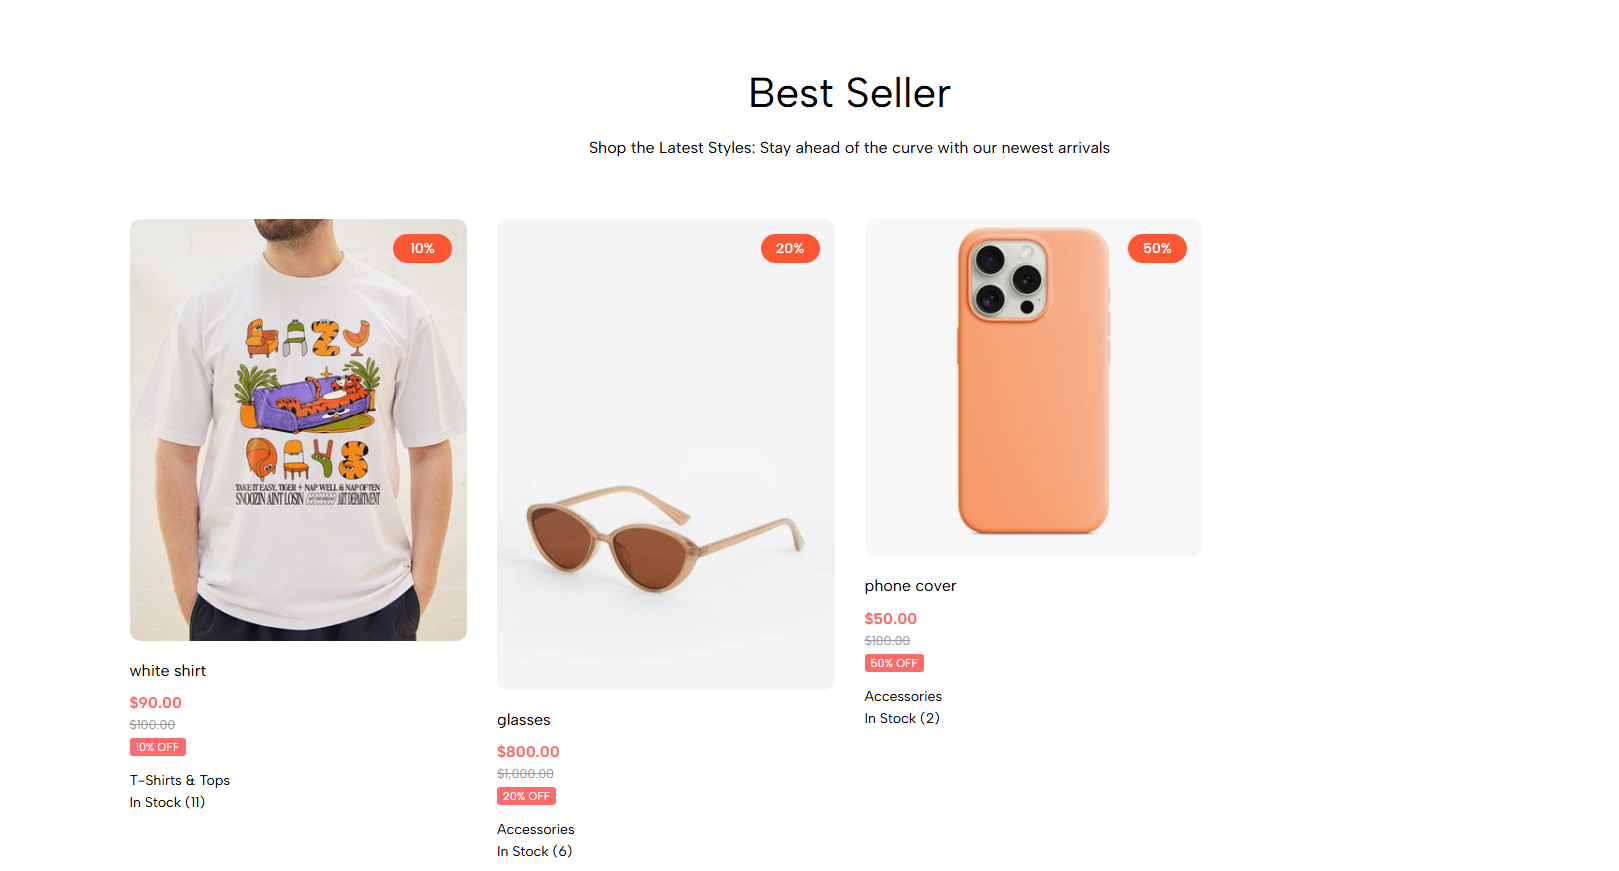 Best Seller
Shop the Latest Styles: Stay ahead of the curve with our newest arrivals
10%
LAZY
DAYS
TAKE IT EASY, TIGER + NAP WELL & NAP OFTEN
SNOOZIN AINT LOSIN
ART DEPARTMENT
white shirt
$90.00
$100.00
10% OFF
T-Shirts & Tops
In Stock (11)
20%
glasses
$800.00
$1,000.00
20% OFF
Accessories
In Stock (6)
50%
phone cover
$50.00
$100.00
50% OFF
Accessories
In Stock (2)